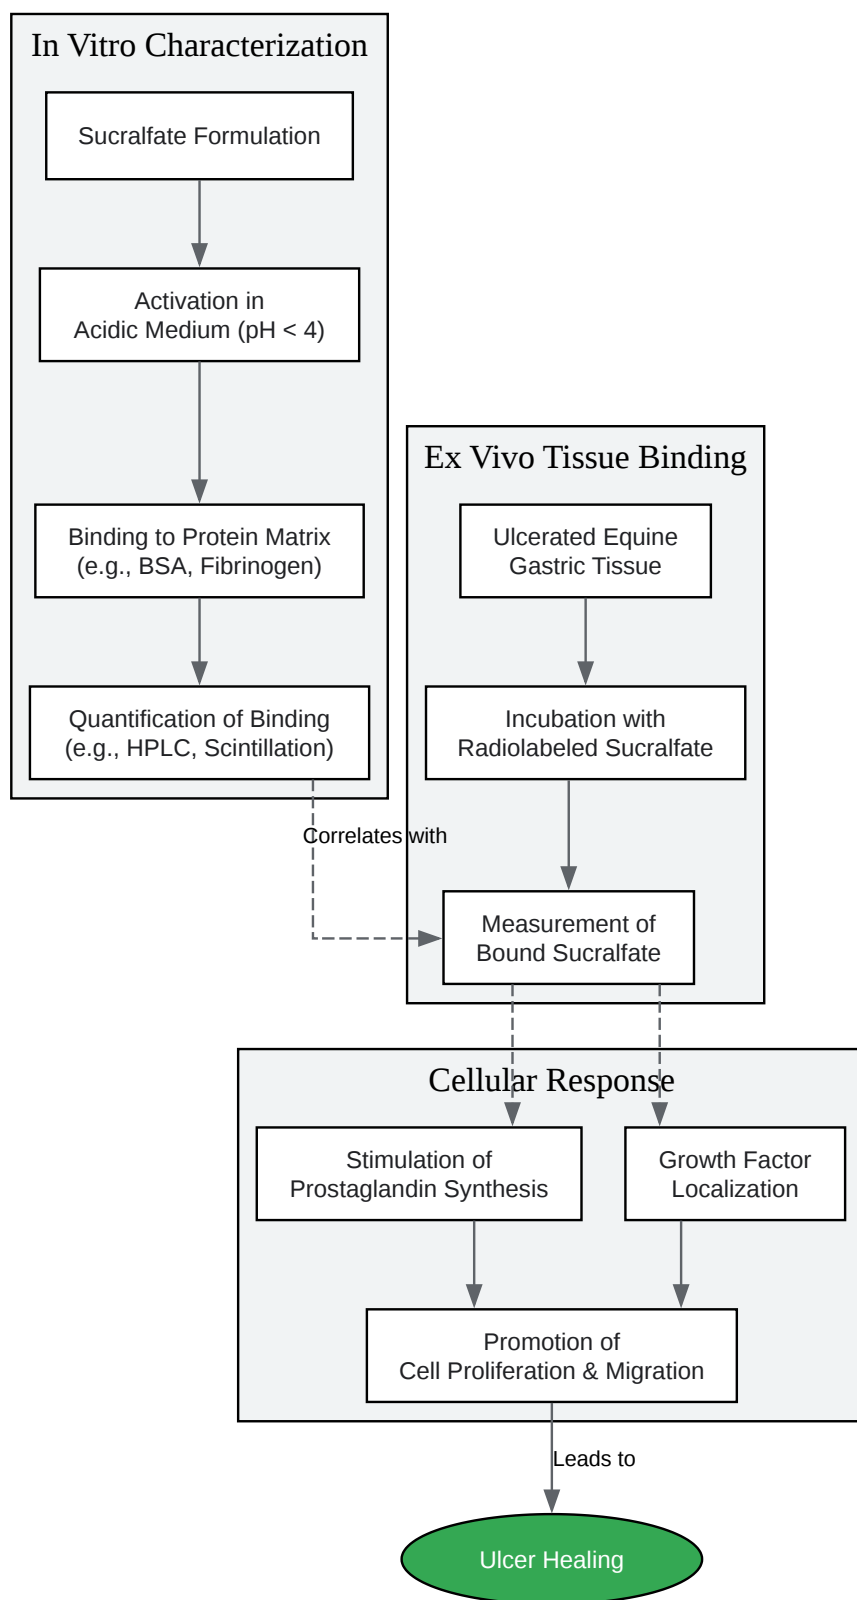 In Vitro Characterization
Sucralfate Formulation
Activation in
Acidic Medium (pH < 4)
Binding to Protein Matrix
(e.g., BSA, Fibrinogen)
Quantification of Binding
(e.g., HPLC, Scintillation)
Correlates with
Ex Vivo Tissue Binding
Ulcerated Equine
Gastric Tissue
Incubation with
Radiolabeled Sucralfate
Measurement of
Bound Sucralfate
Cellular Response
Stimulation of
Prostaglandin Synthesis
Growth Factor
Localization
Promotion of
Cell Proliferation & Migration
Leads to
Ulcer Healing